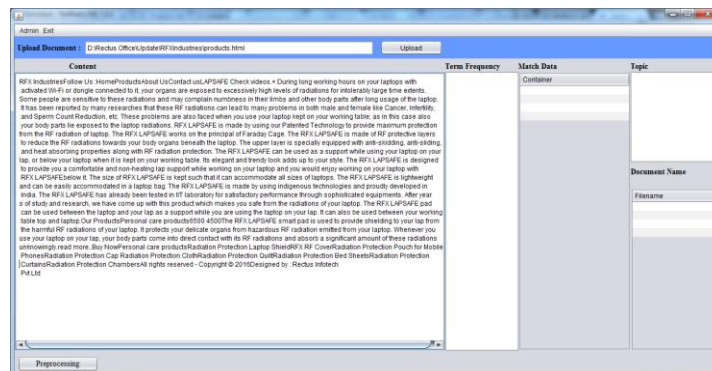 Admin Exit
Upload Document : D:\Rectus Office\Update\RFXIndustries\products.html Upload
Content Term Frequency Match Data Topic
Container
RFX IndustriesFollow Us :HomeProductsAbout UsContact usLAPSAFE Check videos.× During long working hours on your laptops with
activated Wi-Fi or dongle connected to it, your organs are exposed to excessively high levels of radiations for intolerably large time extents.
Some people are sensitive to these radiations and may complain numbness in their limbs and other body parts after long usage of the laptop.
It has been reported by many researches that these RF radiations can lead to many problems in both male and female like Cancer, Infertility,
and Sperm Count Reduction, etc. These problems are also faced when you use your laptop kept on your working table; as in this case also
your body parts lie exposed to the laptop radiations. RFX LAPSAFE is made by using our Patented Technology to provide maximum protection
from the RF radiation of laptop. The RFX LAPSAFE works on the principal of Faraday Cage. The RFX LAPSAFE is made of RF protective layers
to reduce the RF radiations towards your body organs beneath the laptop. The upper layer is specially equipped with anti-skidding, anti-sliding,
and heat absorbing properties along with RF radiation protection. The RFX LAPSAFE can be used as a support while using your laptop on your
lap, or below your laptop when it is kept on your working table. Its elegant and trendy look adds up to your style. The RFX LAPSAFE is designed
to provide you a comfortable and non-heating lap support while working on your laptop and you would enjoy working on your laptop with
RFX LAPSAFEbelow it. The size of RFX LAPSAFE is kept such that it can accommodate all sizes of laptops. The RFX LAPSAFE is lightweight
and can be easily accommodated in a laptop bag. The RFX LAPSAFE is made by using indigenous technologies and proudly developed in
India. The RFX LAPSAFE has already been tested in IIT laboratory for satisfactory performance through sophisticated equipments. After year
s of study and research, we have come up with this product which makes you safe from the radiations of your laptop. The RFX LAPSAFE pad
can be used between the laptop and your lap as a support while you are using the laptop on your lap. It can also be used between your working
table top and laptop.Our ProductsPersonal care products6500 4500The RFX LAPSAFE smart pad is used to provide shielding to your lap from
the harmful RF radiations of your laptop. It protects your delicate organs from hazardous RF radiation emitted from your laptop. Whenever you
use your laptop on your lap, your body parts come into direct contact with its RF radiations and absorb a significant amount of these radiations
unknowingly.read more..Buy NowPersonal care productsRadiation Protection Laptop ShieldRFX RF CoverRadiation Protection Pouch for Mobile
PhonesRadiation Protection Cap Radiation Protection ClothRadiation Protection QuiltRadiation Protection Bed SheetsRadiation Protection
CurtainsRadiation Protection ChambersAll rights reserved - Copyright © 2016Designed by : Rectus Infotech
Pvt Ltd
Document Name
Filename
Preprocessing